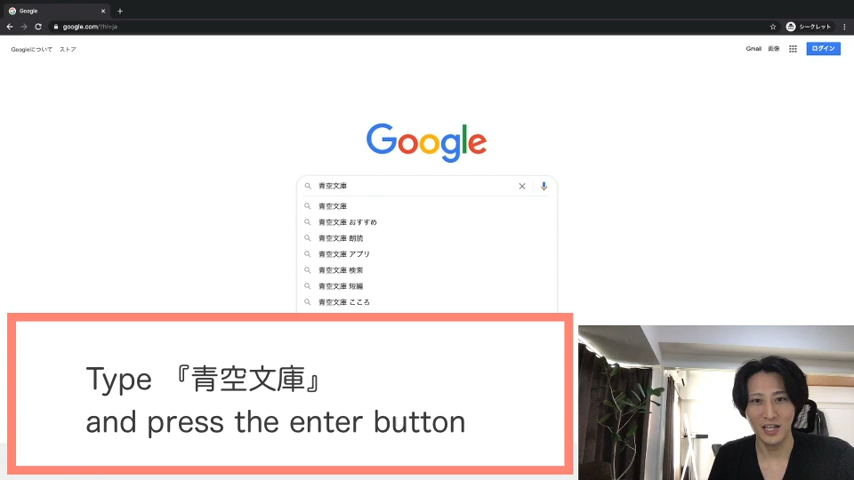 Google
google.com/?hl=ja
シークレット
Googleについて ストア
Gmail 画像
ログイン
Google
青空文庫
青空文庫
青空文庫 おすすめ
青空文庫 朗読
青空文庫 アプリ
青空文庫 検索
青空文庫 短編
青空文庫 こころ
Type 『青空文庫』
and press the enter button